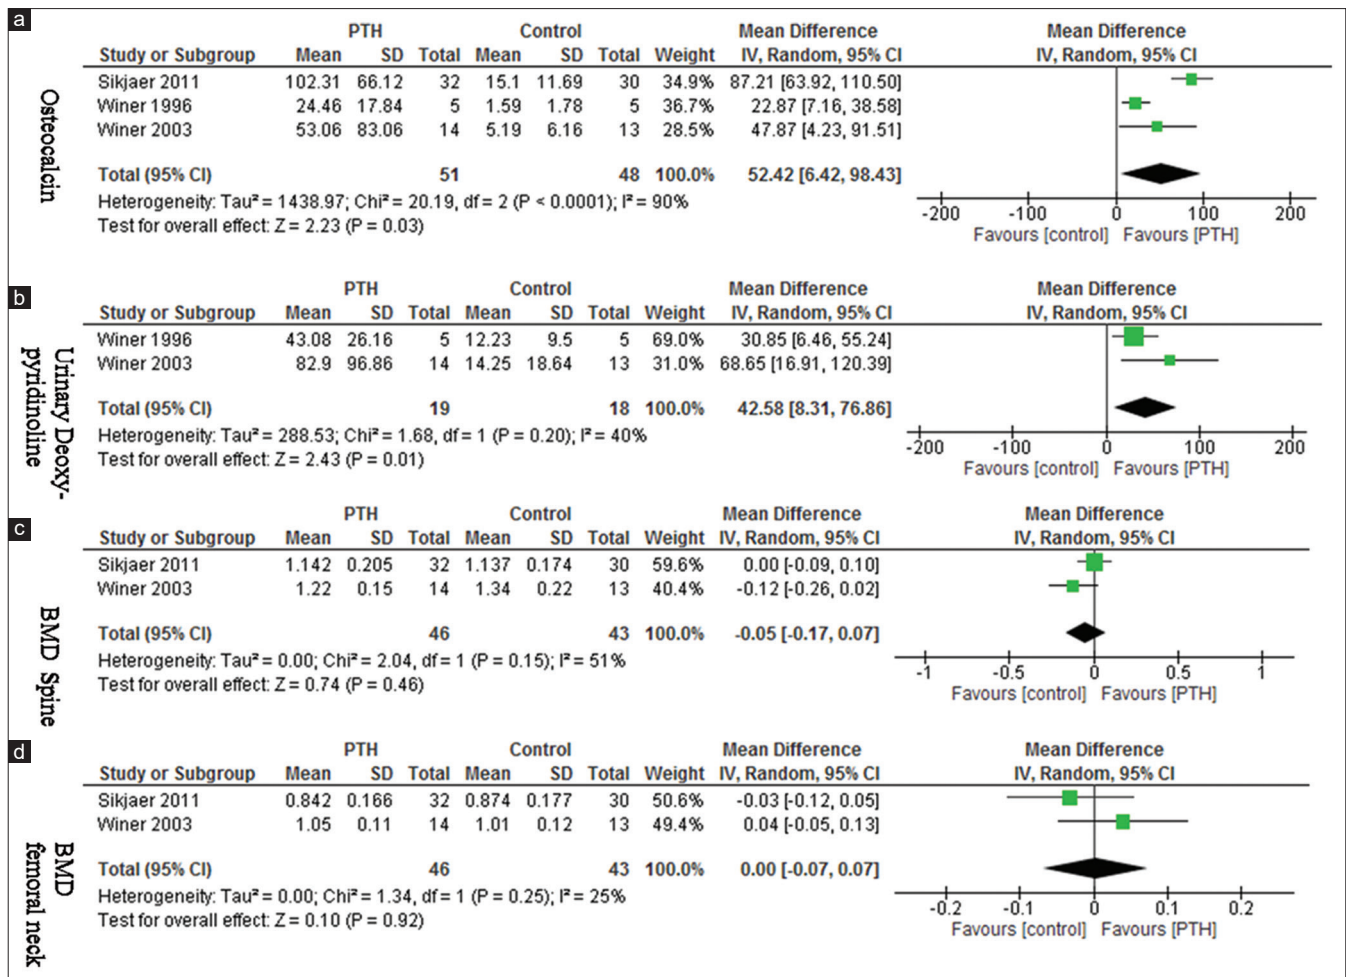 a
Osteocalcin
PTH Control Mean Difference Mean Difference
Study or Subgroup Mean SD Total Mean SD Total Weight IV, Random, 95% CI IV, Random, 95% CI
Sikjaer 2011 102.31 66.12 32 15.1 11.69 30 34.9% 87.21 [63.92, 110.50]
Winer 1996 24.46 17.84 5 1.59 1.78 5 36.7% 22.87 [7.16, 38.58]
Winer 2003 53.06 83.06 14 5.19 6.16 13 28.5% 47.87 [4.23, 91.51]
Total (95% CI) 51 48 100.0% 52.42 [6.42, 98.43]
Heterogeneity: Tau² = 1438.97; Chi² = 20.19, df = 2 (P < 0.0001); I² = 90%
Test for overall effect: Z = 2.23 (P = 0.03)
-200 -100 0 100 200
Favours [control] Favours [PTH]
b
Urinary Deoxy-
pyridinoline
PTH Control Mean Difference Mean Difference
Study or Subgroup Mean SD Total Mean SD Total Weight IV, Random, 95% CI IV, Random, 95% CI
Winer 1996 43.08 26.16 5 12.23 9.5 5 69.0% 30.85 [6.46, 55.24]
Winer 2003 82.9 96.86 14 14.25 18.64 13 31.0% 68.65 [16.91, 120.39]
Total (95% CI) 19 18 100.0% 42.58 [8.31, 76.86]
Heterogeneity: Tau² = 288.53; Chi² = 1.68, df = 1 (P = 0.20); I² = 40%
Test for overall effect: Z = 2.43 (P = 0.01)
-200 -100 0 100 200
Favours [control] Favours [PTH]
c
BMD Spine
PTH Control Mean Difference Mean Difference
Study or Subgroup Mean SD Total Mean SD Total Weight IV, Random, 95% CI IV, Random, 95% CI
Sikjaer 2011 1.142 0.205 32 1.137 0.174 30 59.6% 0.00 [-0.09, 0.10]
Winer 2003 1.22 0.15 14 1.34 0.22 13 40.4% -0.12 [-0.26, 0.02]
Total (95% CI) 46 43 100.0% -0.05 [-0.17, 0.07]
Heterogeneity: Tau² = 0.00; Chi² = 2.04, df = 1 (P = 0.15); I² = 51%
Test for overall effect: Z = 0.74 (P = 0.46)
-1 -0.5 0 0.5 1
Favours [control] Favours [PTH]
d
BMD
femoral neck
PTH Control Mean Difference Mean Difference
Study or Subgroup Mean SD Total Mean SD Total Weight IV, Random, 95% CI IV, Random, 95% CI
Sikjaer 2011 0.842 0.166 32 0.874 0.177 30 50.6% -0.03 [-0.12, 0.05]
Winer 2003 1.05 0.11 14 1.01 0.12 13 49.4% 0.04 [-0.05, 0.13]
Total (95% CI) 46 43 100.0% 0.00 [-0.07, 0.07]
Heterogeneity: Tau² = 0.00; Chi² = 1.34, df = 1 (P = 0.25); I² = 25%
Test for overall effect: Z = 0.10 (P = 0.92)
-0.2 -0.1 0 0.1 0.2
Favours [control] Favours [PTH]